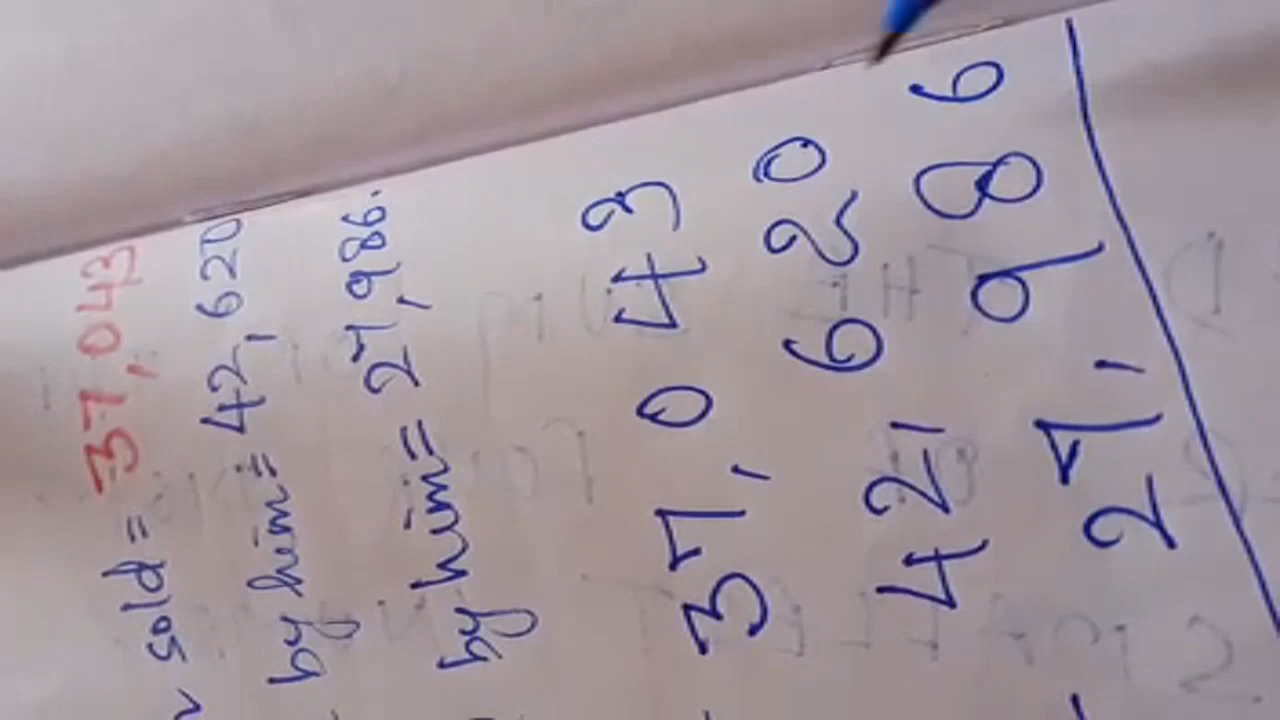 sold = 37,043
by him = 42,620
by him = 27,986.
37,043
42,620
27,986